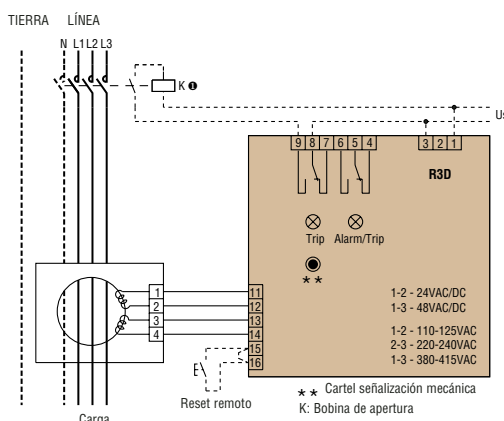 TIERRA LÍNEA
N L1 L2 L3
K ❶
Us
9 8 7 6 5 4 3 2 1
R3D
Trip Alarm/Trip
* *
1 11
2 12
3 13
4 14
15
16
1-2 - 24VAC/DC
1-3 - 48VAC/DC
1-2 - 110-125VAC
2-3 - 220-240VAC
1-3 - 380-415VAC
Reset remoto
* * Cartel señalización mecánica
K: Bobina de apertura
Carga